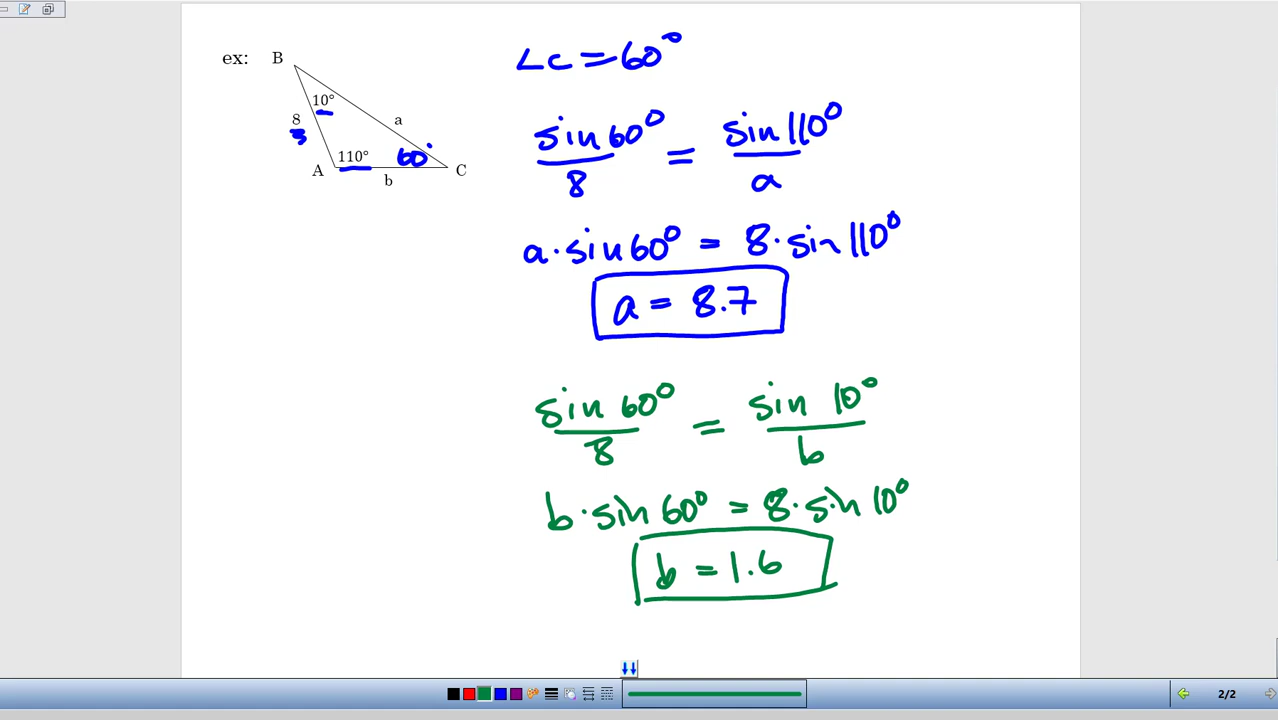 ex:
B
10°
8
a
110°
60°
A
b
C
∠C = 60°
sin 60° / 8 = sin 110° / a
a · sin 60° = 8 · sin 110°
a = 8.7
sin 60° / 8 = sin 10° / b
b · sin 60° = 8 · sin 10°
b = 1.6
2/2